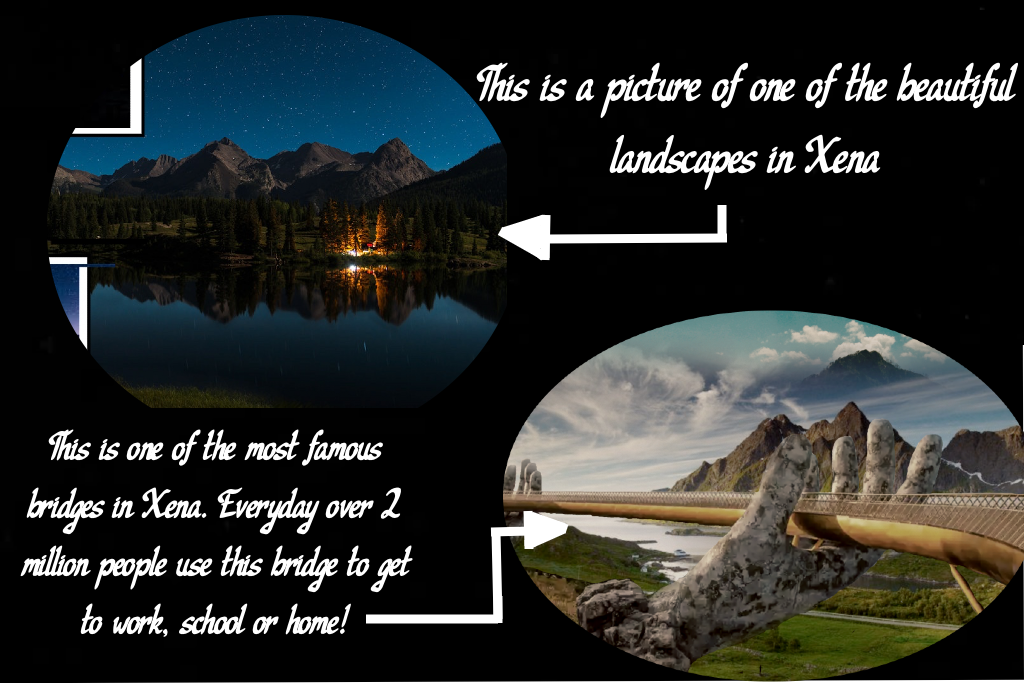 This is a picture of one of the beautiful
landscapes in Xena
This is one of the most famous
bridges in Xena. Everyday over 2
million people use this bridge to get
to work, school or home!